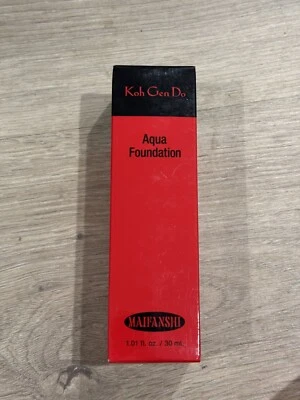 Koh Gen Do
Aqua
Foundation
MAIFANSHI
1.01 fl. oz. / 30 mL